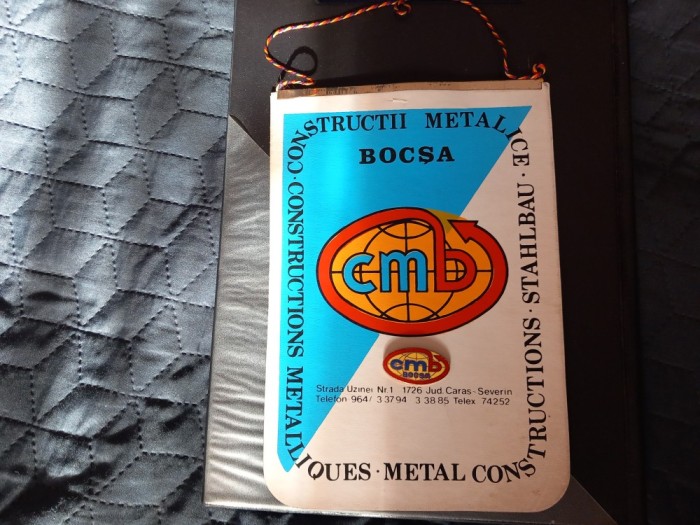 CONSTRUCTII METALICE · STAHLBAU · CONSTRUCTIONS METALLIQUES · METAL CONSTRUCTIONS ·
BOCŞA
cmb
cmb
BOCŞA
Strada Uzinei Nr. 1 1726 Jud. Caras - Severin
Telefon 964/ 3 37 94 3 38 85 Telex 74252